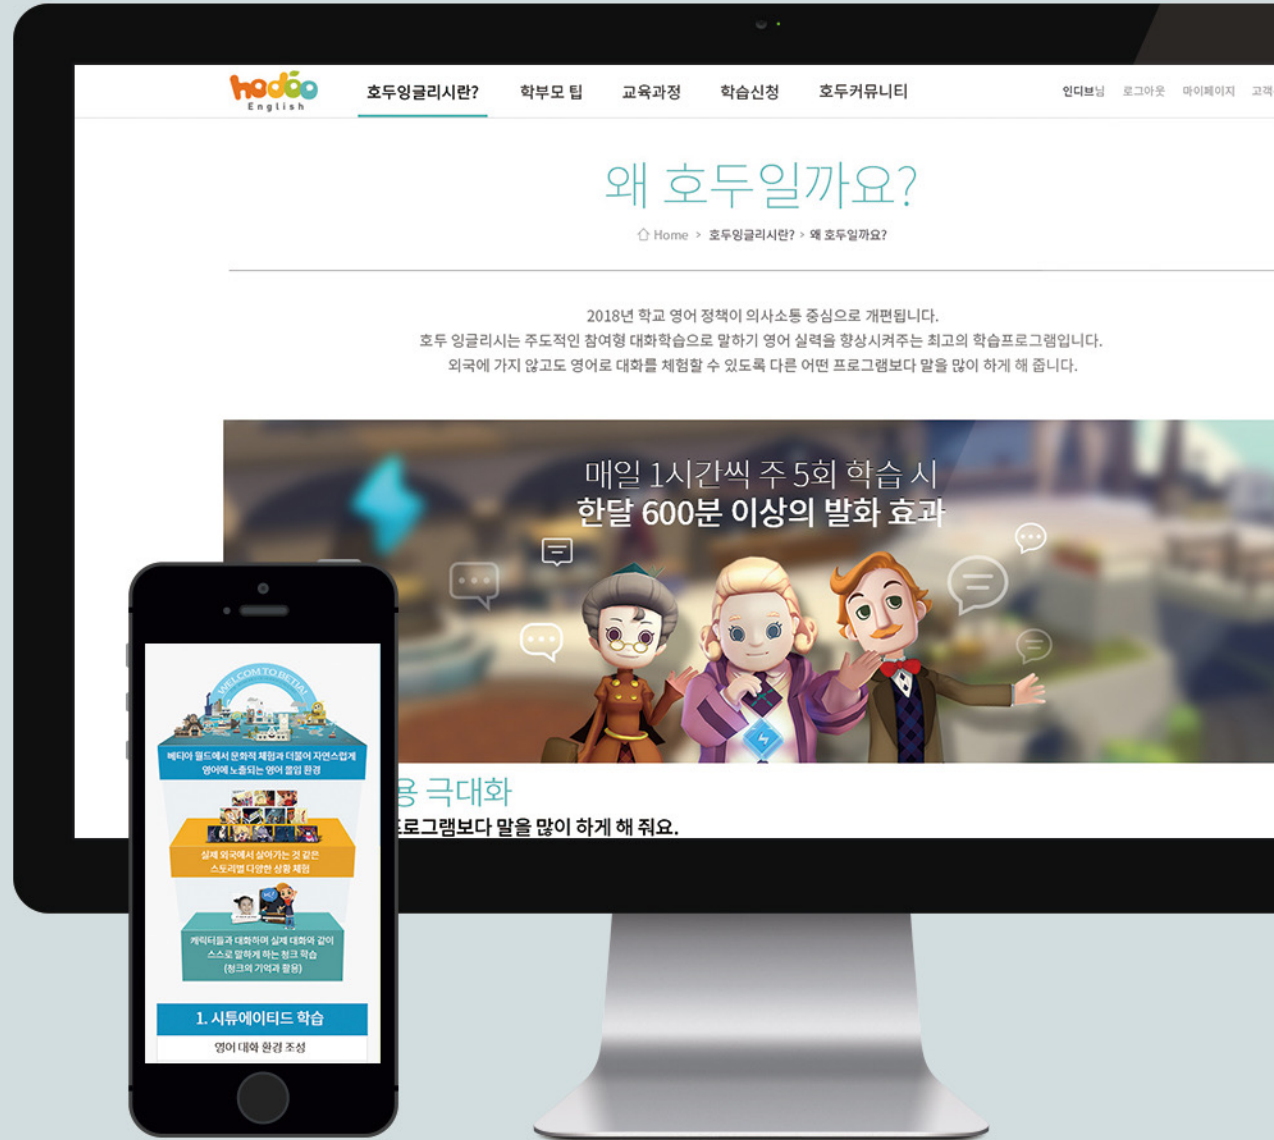 hodoo
English
호두잉글리시란? 학부모 팁 교육과정 학습신청 호두커뮤니티
인디브님 로그아웃 마이페이지 고객
왜 호두일까요?
Home > 호두잉글리시란? > 왜 호두일까요?
2018년 학교 영어 정책이 의사소통 중심으로 개편됩니다.
호두 잉글리시는 주도적인 참여형 대화학습으로 말하기 영어 실력을 향상시켜주는 최고의 학습프로그램입니다.
외국에 가지 않고도 영어로 대화를 체험할 수 있도록 다른 어떤 프로그램보다 말을 많이 하게 해 줍니다.
매일 1시간씩 주 5회 학습 시
한달 600분 이상의 발화 효과
용 극대화
프로그램보다 말을 많이 하게 해 줘요.
WELCOM TO BETIA!
베티아 월드에서 문화적 체험과 더불어 자연스럽게
영어에 노출되는 영어 몰입 환경
실제 외국에서 살아가는 것 같은
스토리별 다양한 상황 체험
캐릭터들과 대화하며 실제 대화와 같이
스스로 말하게 하는 청크 학습
(청크의 기억과 활용)
1. 시튜에이티드 학습
영어 대화 환경 조성